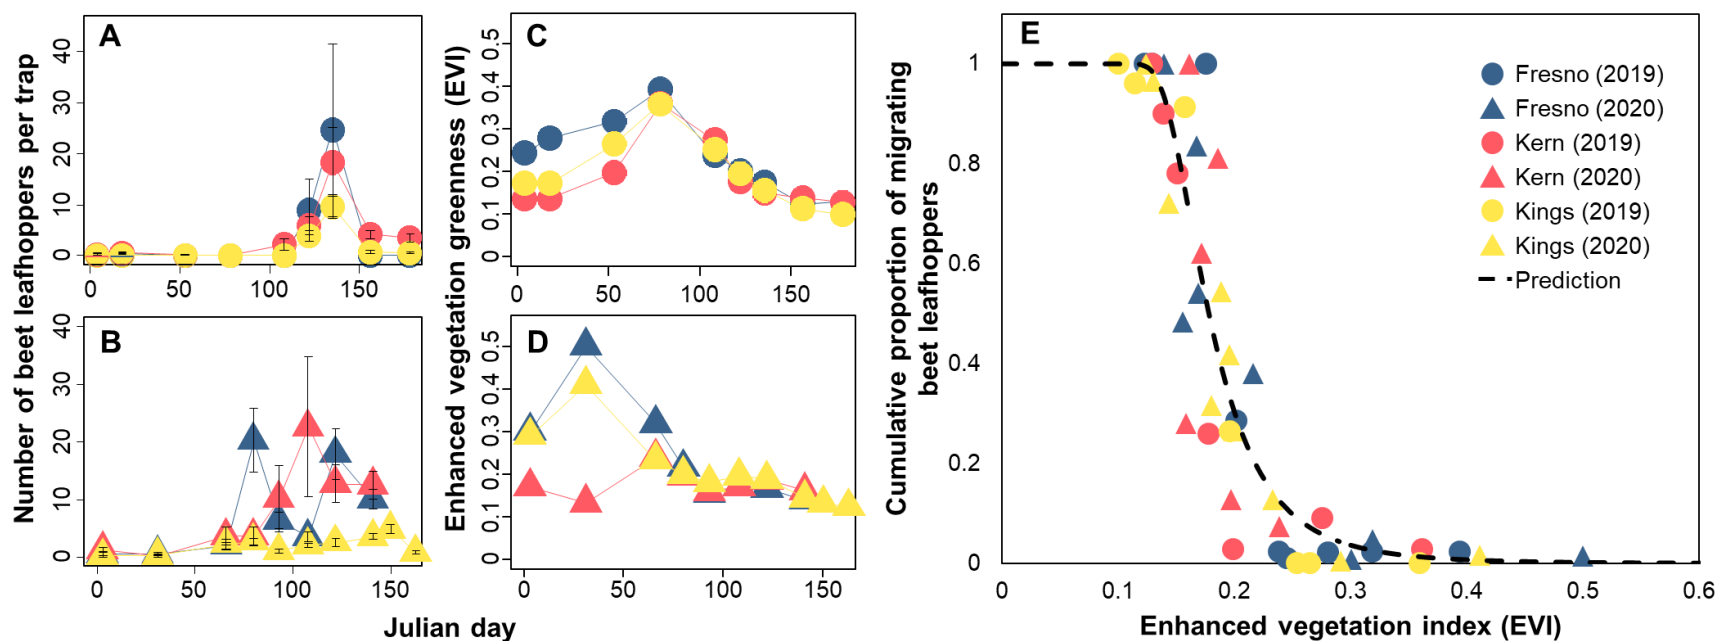 Number of beet leafhoppers per trap
A
40
30
20
10
0
0
50
100
150
B
40
30
20
10
0
0
50
100
150
Enhanced vegetation greenness (EVI)
C
0.5
0.4
0.3
0.2
0.1
0
0
50
100
150
D
0.5
0.4
0.3
0.2
0.1
0
0
50
100
150
Julian day
Cumulative proportion of migrating
beet leafhoppers
E
1
0.8
0.6
0.4
0.2
0
0
0.1
0.2
0.3
0.4
0.5
0.6
Fresno (2019)
Fresno (2020)
Kern (2019)
Kern (2020)
Kings (2019)
Kings (2020)
Prediction
Enhanced vegetation index (EVI)